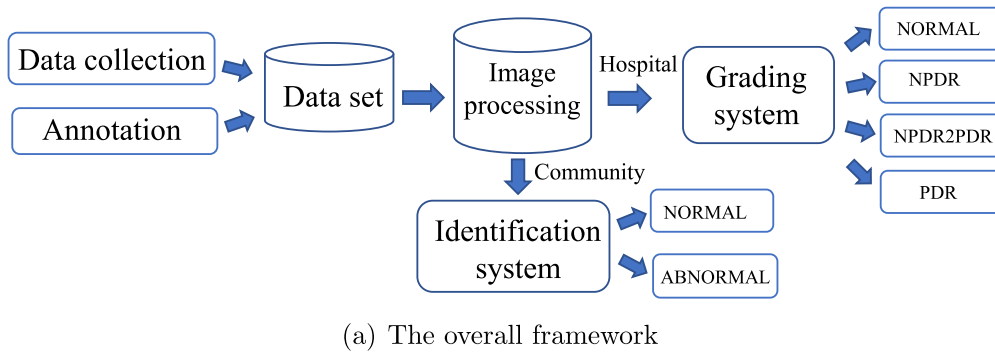 Data collection
Annotation
Data set
Image
processing
Hospital
Grading
system
NORMAL
NPDR
NPDR2PDR
PDR
Community
Identification
system
NORMAL
ABNORMAL
(a) The overall framework